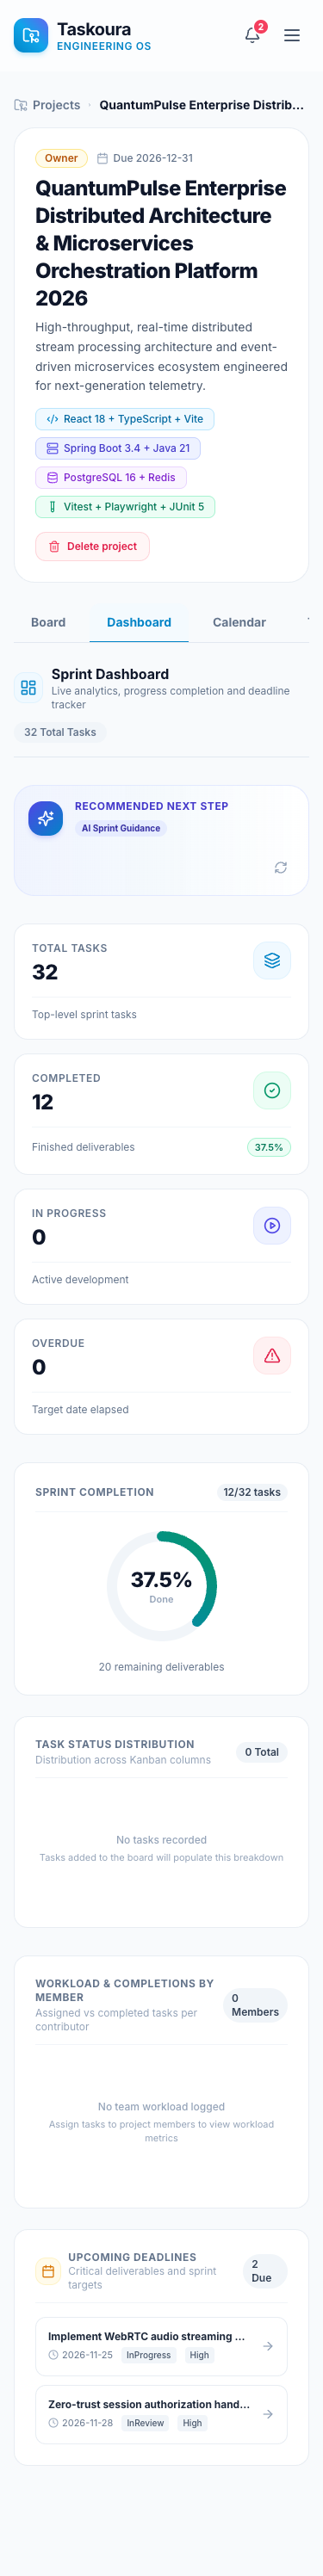 Taskoura
2
ENGINEERING OS
Projects
QuantumPulse Enterprise Distrib...
Owner
Due 2026-12-31
QuantumPulse Enterprise
Distributed Architecture
& Microservices
Orchestration Platform
2026
High-throughput, real-time distributed
stream processing architecture and event-
driven microservices ecosystem engineered
for next-generation telemetry.
React 18 + TypeScript + Vite
Spring Boot 3.4 + Java 21
PostgreSQL 16 + Redis
Vitest + Playwright + JUnit 5
Delete project
Board
Dashboard
Calendar
Sprint Dashboard
Live analytics, progress completion and deadline
tracker
32 Total Tasks
RECOMMENDED NEXT STEP
AI Sprint Guidance
TOTAL TASKS
32
Top-level sprint tasks
COMPLETED
12
Finished deliverables
37.5%
IN PROGRESS
0
Active development
OVERDUE
0
Target date elapsed
SPRINT COMPLETION
12/32 tasks
37.5%
Done
20 remaining deliverables
TASK STATUS DISTRIBUTION
Distribution across Kanban columns
0 Total
No tasks recorded
Tasks added to the board will populate this breakdown
WORKLOAD & COMPLETIONS BY
MEMBER
Assigned vs completed tasks per
contributor
0
Members
No team workload logged
Assign tasks to project members to view workload
metrics
UPCOMING DEADLINES
Critical deliverables and sprint
targets
2
Due
Implement WebRTC audio streaming ...
2026-11-25
InProgress
High
Zero-trust session authorization hand...
2026-11-28
InReview
High